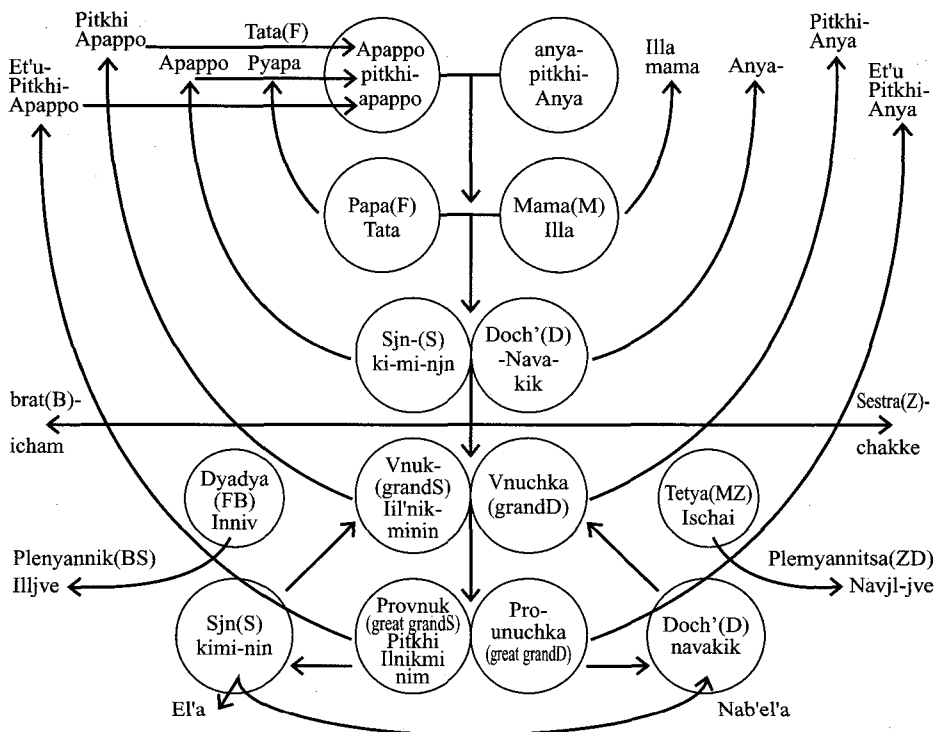 Pitkhi
Apappo
Tata(F)
Et'u-
Pitkhi-
Apappo
Apappo
Pyapa
Apappo
pitkhi-
apappo
anya-
pitkhi-
Anya
Illa
mama
Anya-
Pitkhi-
Anya
Et'u
Pitkhi-
Anya
Papa(F)
Tata
Mama(M)
Illa
Sjn-(S)
ki-mi-njn
Doch'(D)
-Nava-
kik
brat(B)-
icham
Sestra(Z)-
chakke
Dyadya
(FB)
Inniv
Vnuk-
(grandS)
Iil'nik-
minin
Vnuchka
(grandD)
Tetya(MZ)
Ischai
Plenyannik(BS)
Illjve
Plemyannitsa(ZD)
Navjl-jve
Sjn(S)
kimi-nin
Provnuk
(great grandS)
Pitkhi
Ilnikmi
nim
Pro-
unuchka
(great grandD)
Doch'(D)
navakik
El'a
Nab'el'a